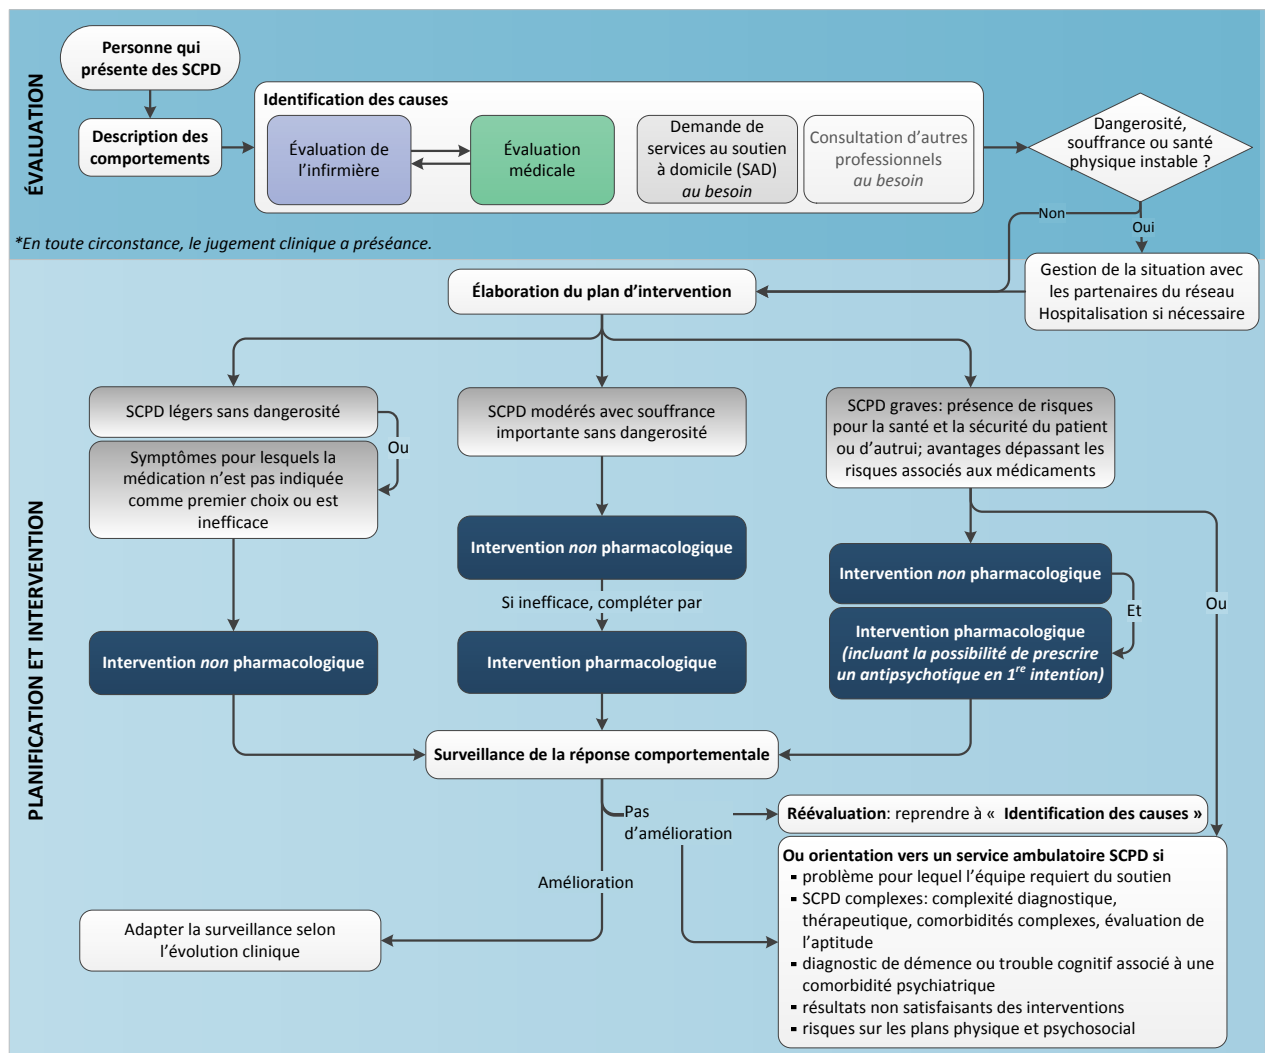 ÉVALUATION
Personne qui
présente des SCPD
Description des
comportements
Identification des causes
Évaluation de
l'infirmière
Évaluation
médicale
Demande de
services au soutien
à domicile (SAD)
au besoin
Consultation d'autres
professionnels
au besoin
Dangerosité,
souffrance ou santé
physique instable ?
Non
Oui
*En toute circonstance, le jugement clinique a préséance.
PLANIFICATION ET INTERVENTION
Gestion de la situation avec
les partenaires du réseau
Hospitalisation si nécessaire
Élaboration du plan d'intervention
SCPD légers sans dangerosité
Ou
Symptômes pour lesquels la
médication n'est pas indiquée
comme premier choix ou est
inefficace
SCPD modérés avec souffrance
importante sans dangerosité
SCPD graves: présence de risques
pour la santé et la sécurité du patient
ou d'autrui; avantages dépassant les
risques associés aux médicaments
Intervention non pharmacologique
Intervention non pharmacologique
Si inefficace, compléter par
Intervention pharmacologique
Intervention non pharmacologique
Et
Ou
Intervention pharmacologique
(incluant la possibilité de prescrire
un antipsychotique en 1re intention)
Surveillance de la réponse comportementale
Pas
d'amélioration
Amélioration
Réévaluation: reprendre à « Identification des causes »
Adapter la surveillance selon
l'évolution clinique
Ou orientation vers un service ambulatoire SCPD si
▪ problème pour lequel l'équipe requiert du soutien
▪ SCPD complexes: complexité diagnostique,
thérapeutique, comorbidités complexes, évaluation de
l'aptitude
▪ diagnostic de démence ou trouble cognitif associé à une
comorbidité psychiatrique
▪ résultats non satisfaisants des interventions
▪ risques sur les plans physique et psychosocial